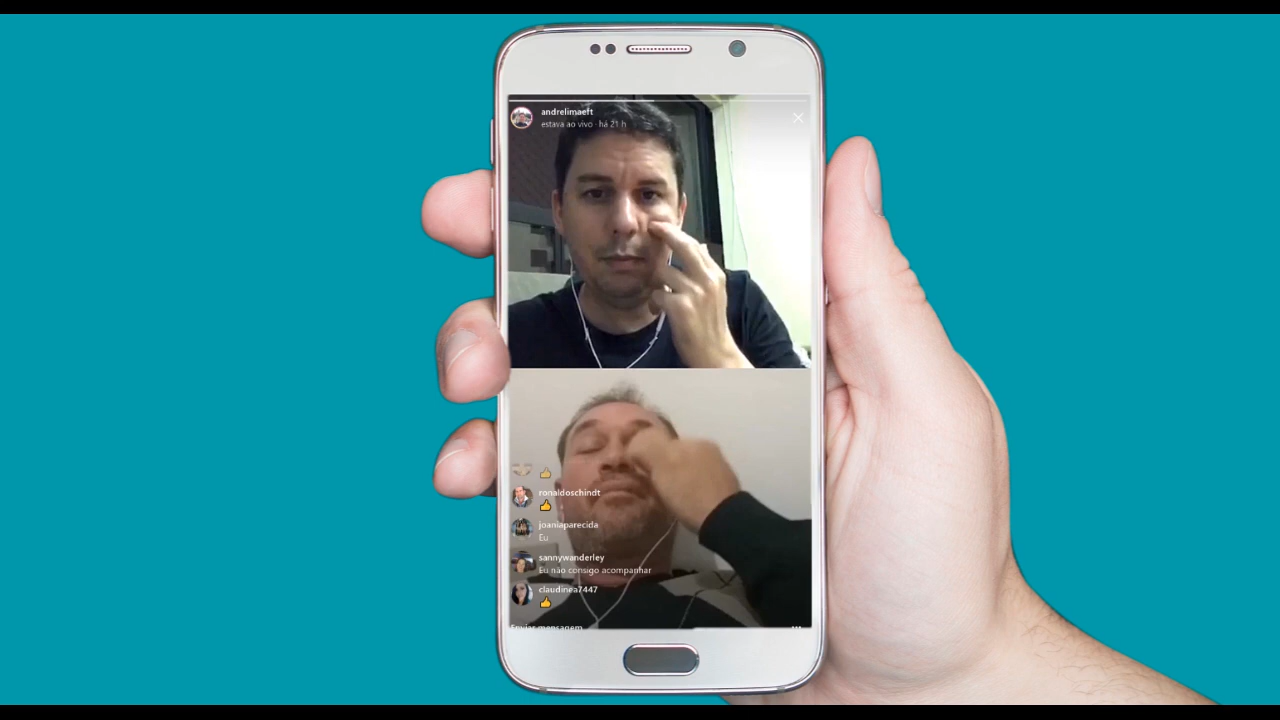 andrelimaeft
estava ao vivo · há 21 h
ronaldoschindt
joaniaparecida
Eu
sannywanderley
Eu não consigo acompanhar
claudinea7447
Enviar mensagem